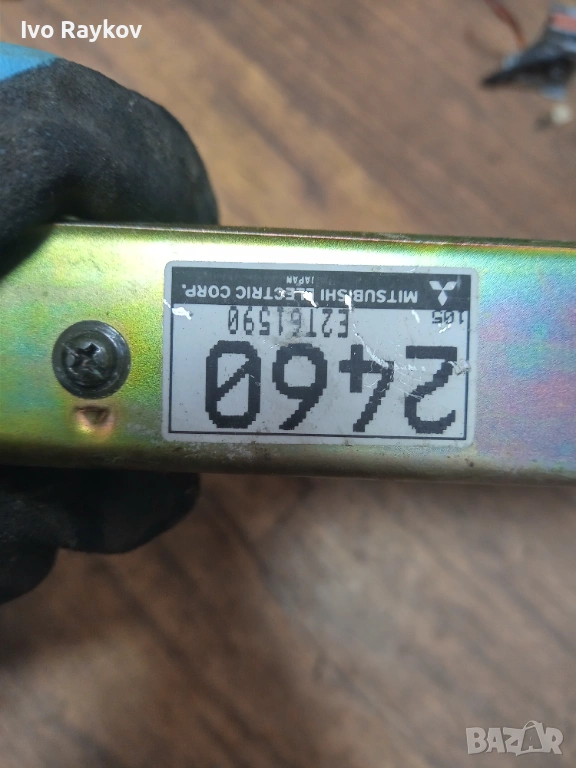 Ivo Raykov
MITSUBISHI ELECTRIC CORP.
JAPAN
105
E2T61590
2460
BAZAR